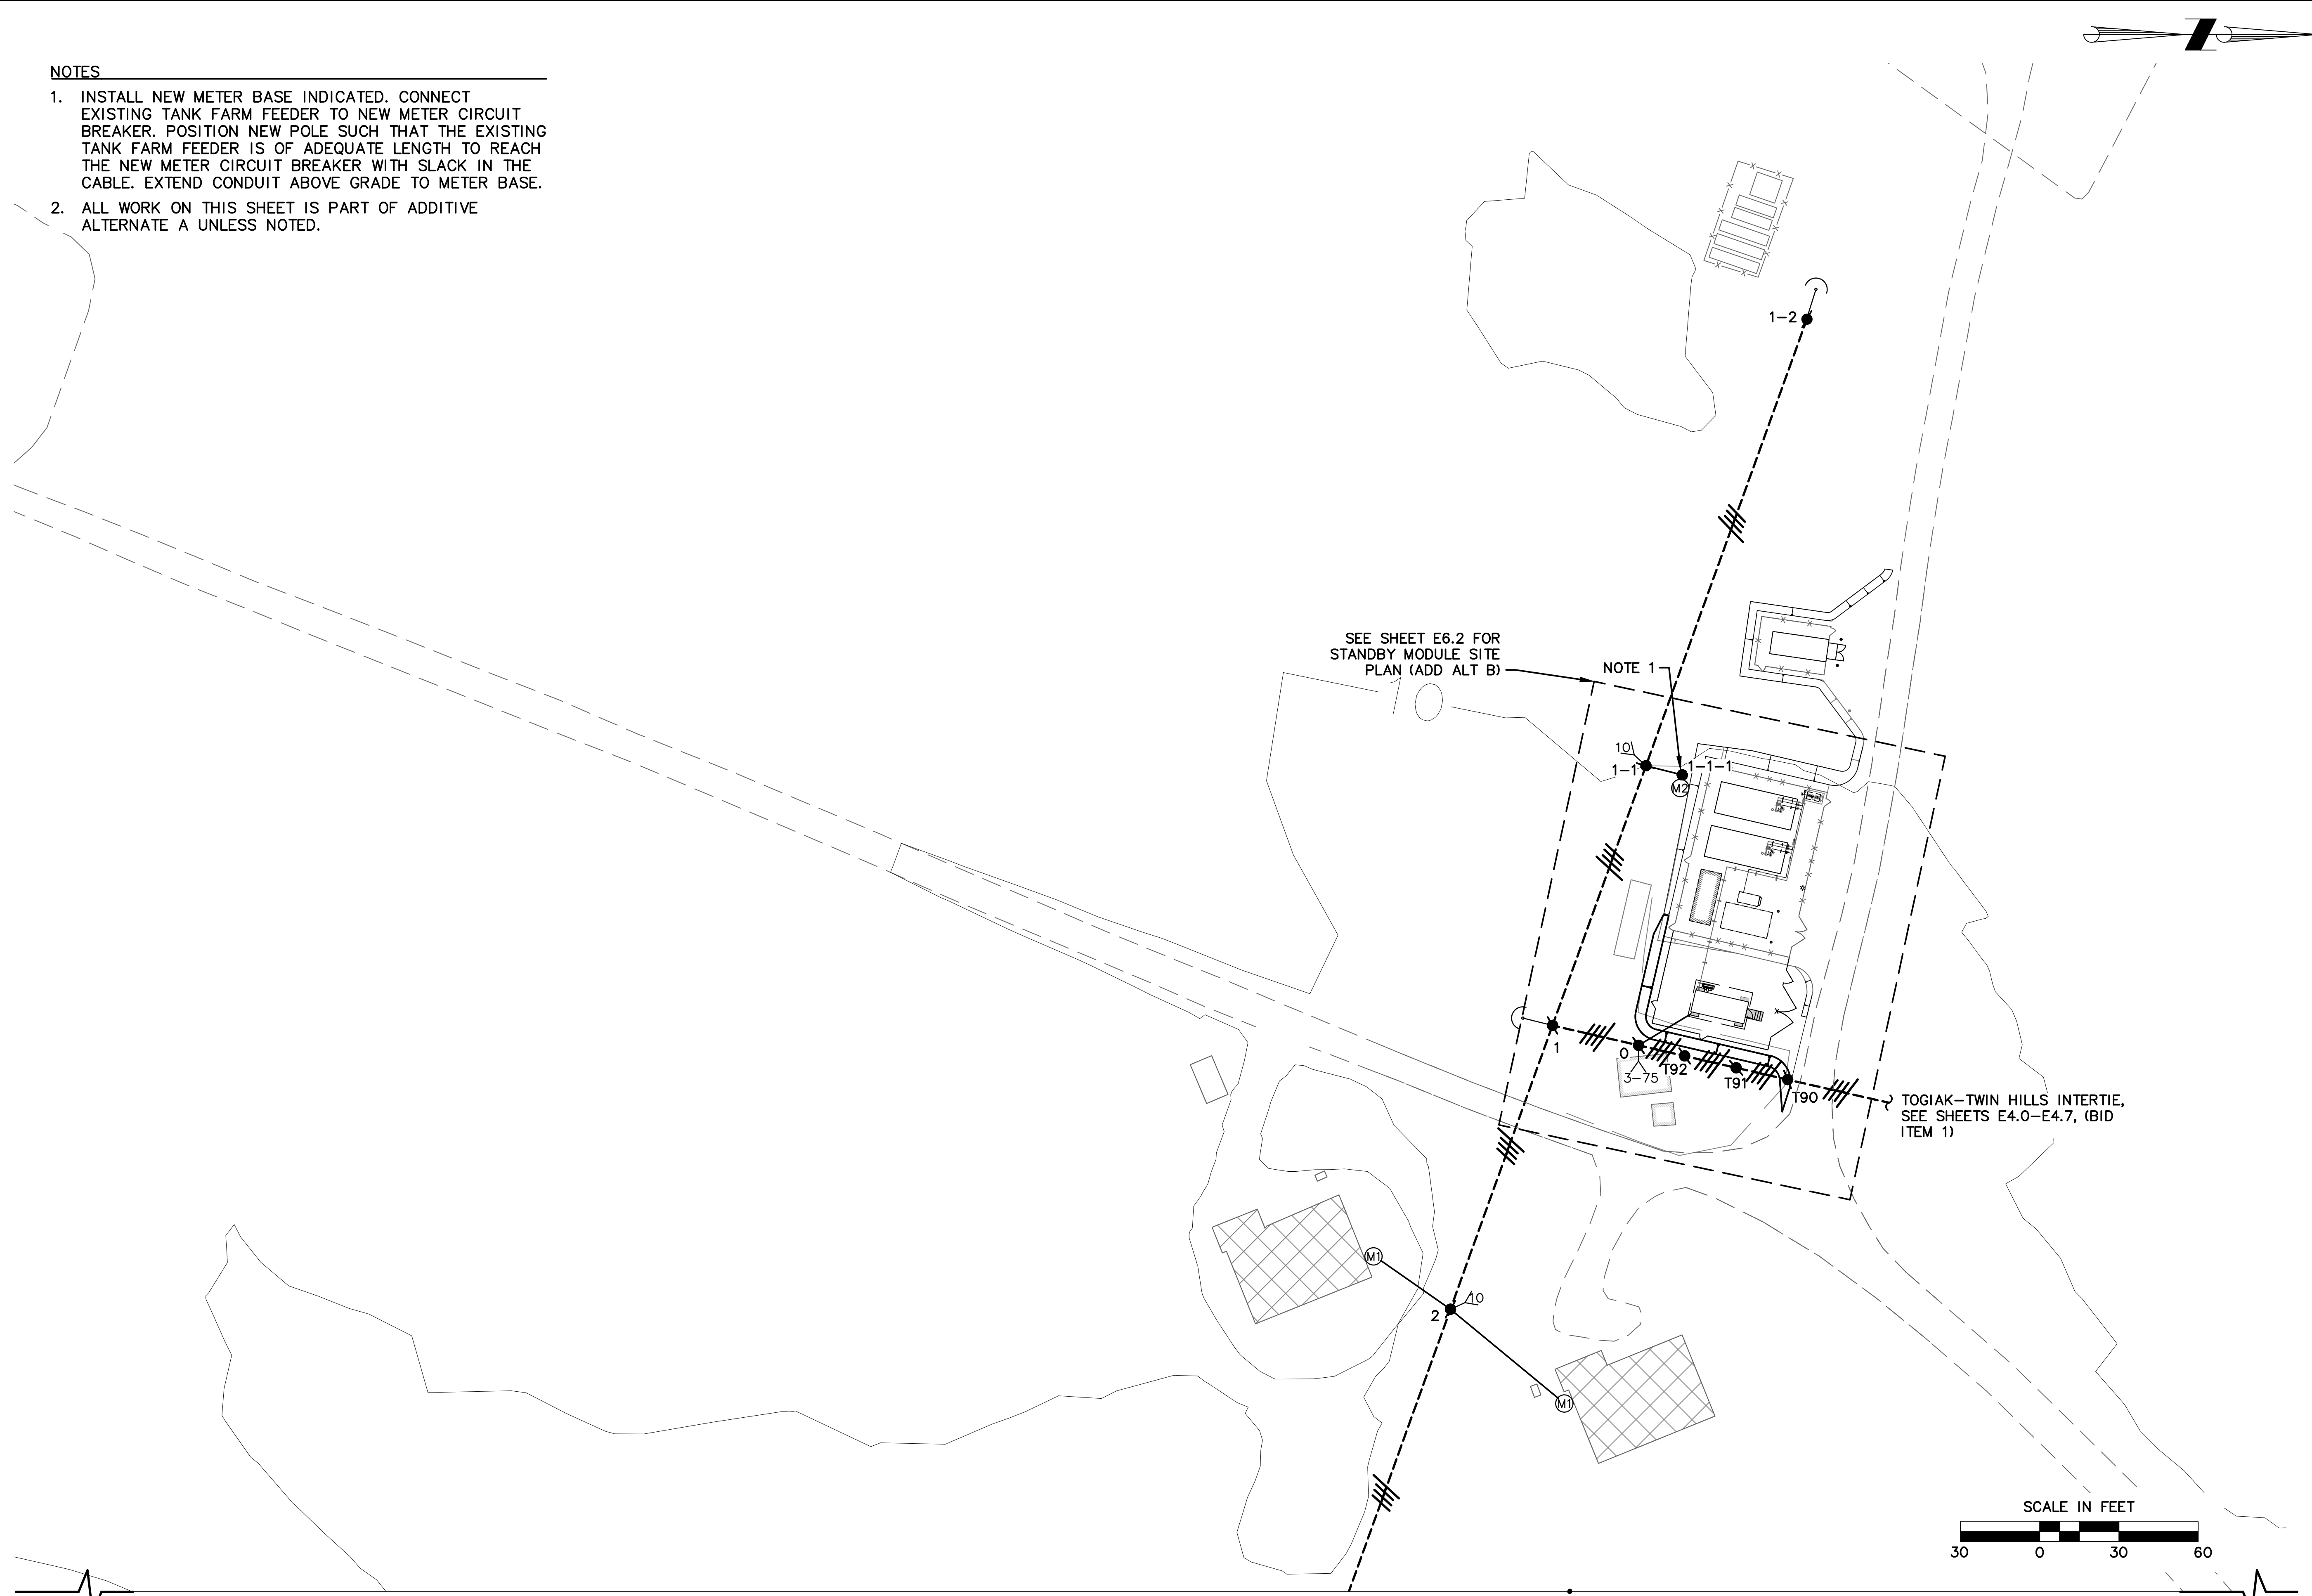 NOTES
1. INSTALL NEW METER BASE INDICATED. CONNECT
EXISTING TANK FARM FEEDER TO NEW METER CIRCUIT
BREAKER. POSITION NEW POLE SUCH THAT THE EXISTING
TANK FARM FEEDER IS OF ADEQUATE LENGTH TO REACH
THE NEW METER CIRCUIT BREAKER WITH SLACK IN THE
CABLE. EXTEND CONDUIT ABOVE GRADE TO METER BASE.
2. ALL WORK ON THIS SHEET IS PART OF ADDITIVE
ALTERNATE A UNLESS NOTED.
1-2
SEE SHEET E6.2 FOR
STANDBY MODULE SITE
PLAN (ADD ALT B)
NOTE 1
10
1-1
1-1-1
M2
1
0
3-75
T92
T91
T90
TOGIAK-TWIN HILLS INTERTIE,
SEE SHEETS E4.0-E4.7, (BID
ITEM 1)
M1
2
10
M1
SCALE IN FEET
30 0 30 60